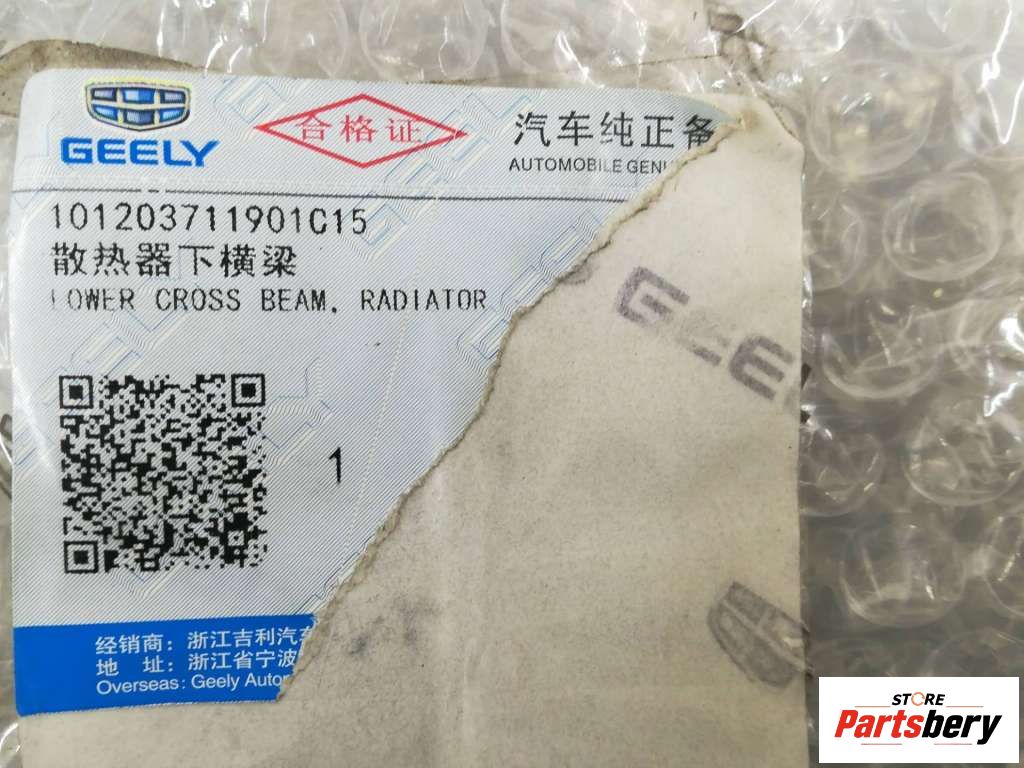 GEELY
合格证
汽车纯正备
AUTOMOBILE
101203711901C15
散热器下横梁
LOWER CROSS BEAM, RADIATOR
GEEL
1
经销商：浙江吉利汽车
地 址：浙江省宁波
Overseas: Geely
STORE
Partsbery